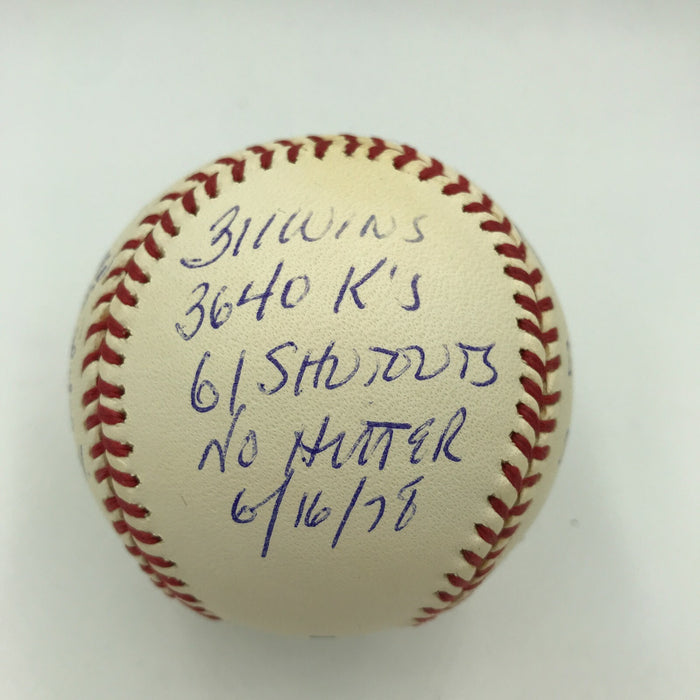 311 WINS
3640 K'S
61 SHUTOUTS
NO HITTER
6/16/78